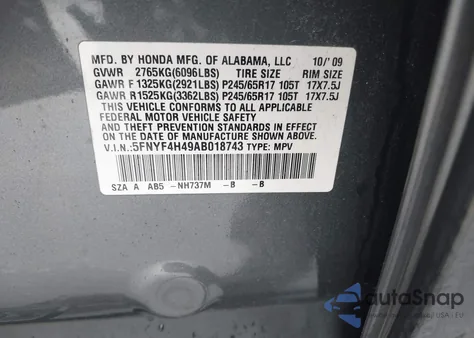 MFD. BY HONDA MFG. OF ALABAMA, LLC 10/'09
GVWR 2765KG(6096LBS) TIRE SIZE RIM SIZE
GAWR F 1325KG(2921LBS) P245/65R17 105T 17X7.5J
GAWR R 1525KG(3362LBS) P245/65R17 105T 17X7.5J
THIS VEHICLE CONFORMS TO ALL APPLICABLE
FEDERAL MOTOR VEHICLE SAFETY
AND THEFT PREVENTION STANDARDS IN EFFECT
ON THE DATE OF MANUFACTURE SHOWN ABOVE.
V.I.N.:5FNYF4H49AB018743 TYPE: MPV
SZA A AB5 -NH737M -B -B
autoSnap